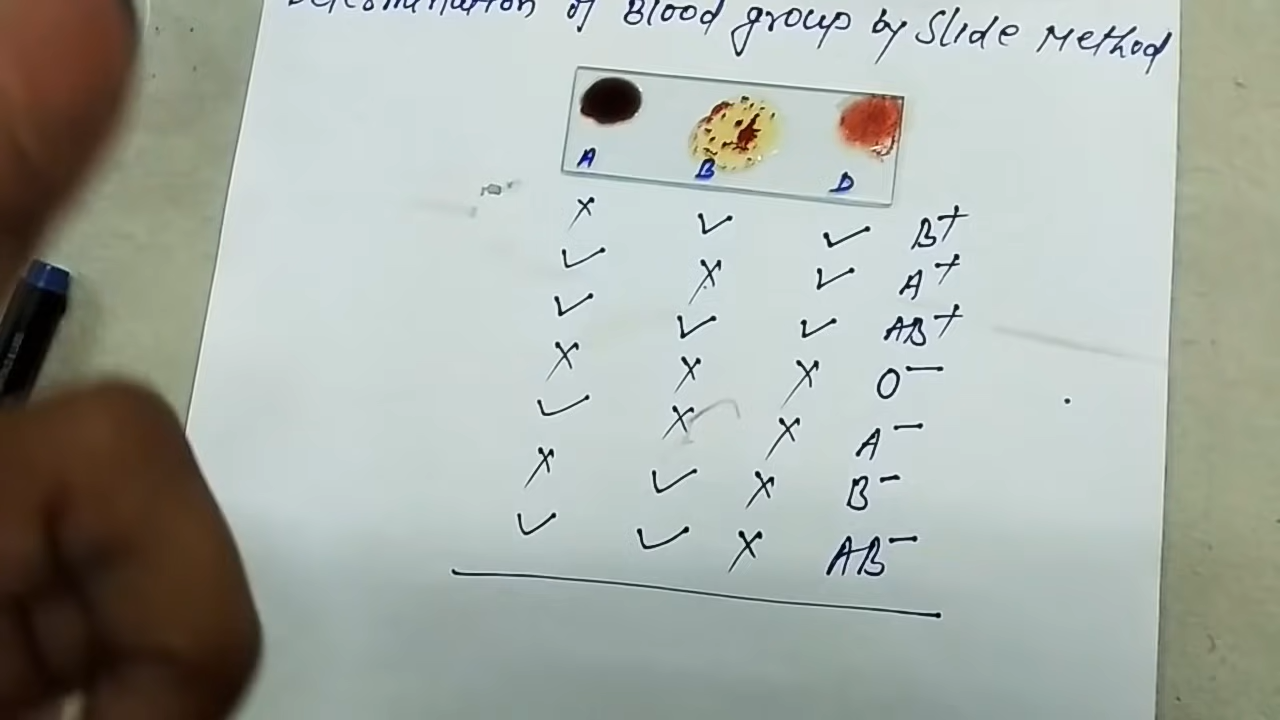 of Blood group by Slide Method
A B D
× ✓ ✓ B+
✓ × ✓ A+
✓ ✓ ✓ AB+
× × × O-
✓ × × A-
× ✓ × B-
✓ ✓ × AB-